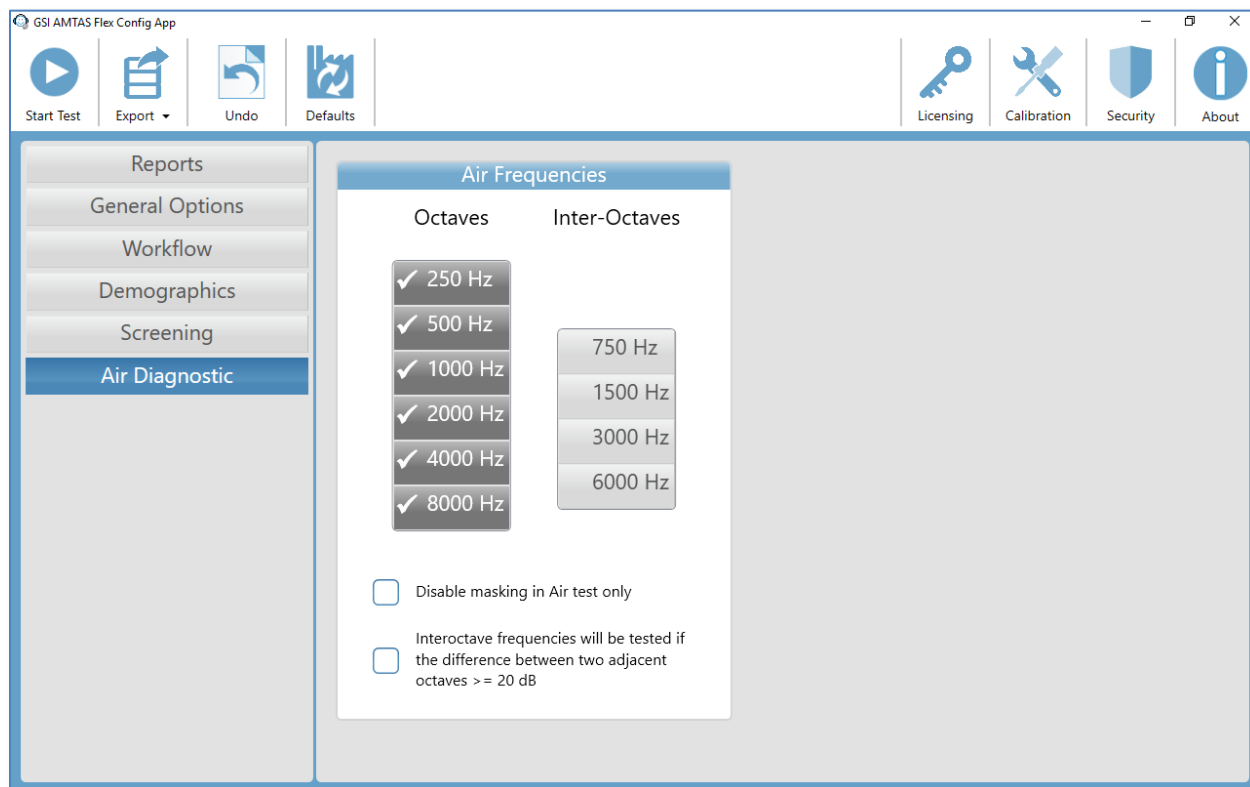 GSI AMTAS Flex Config App
Start Test
Export
Undo
Defaults
Licensing
Calibration
Security
About
Reports
General Options
Workflow
Demographics
Screening
Air Diagnostic
Air Frequencies
Octaves
Inter-Octaves
250 Hz
500 Hz
1000 Hz
2000 Hz
4000 Hz
8000 Hz
750 Hz
1500 Hz
3000 Hz
6000 Hz
Disable masking in Air test only
Interoctave frequencies will be tested if
the difference between two adjacent
octaves >= 20 dB